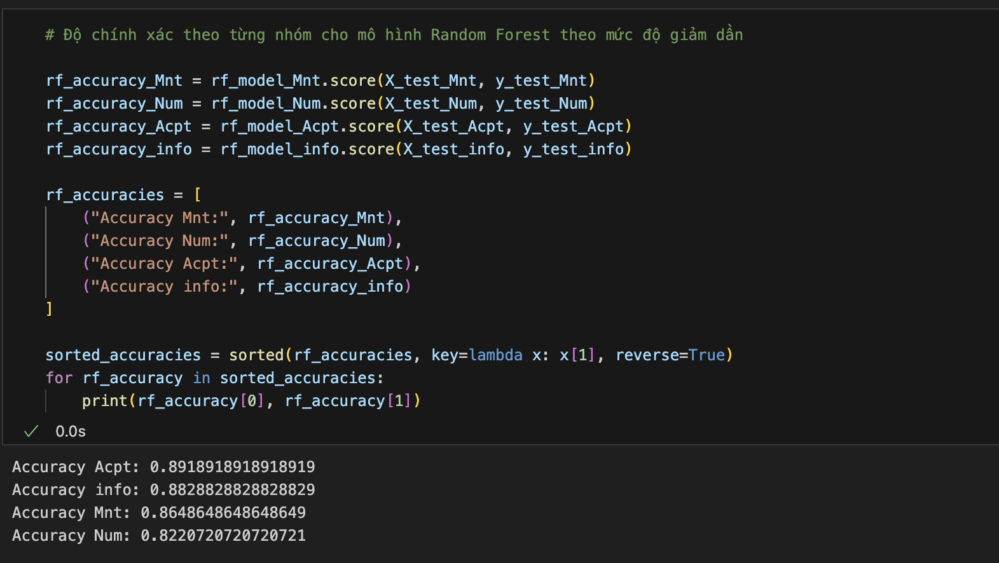 # Độ chính xác theo từng nhóm cho mô hình Random Forest theo mức độ giảm dần
rf_accuracy_Mnt = rf_model_Mnt.score(X_test_Mnt, y_test_Mnt)
rf_accuracy_Num = rf_model_Num.score(X_test_Num, y_test_Num)
rf_accuracy_Acpt = rf_model_Acpt.score(X_test_Acpt, y_test_Acpt)
rf_accuracy_info = rf_model_info.score(X_test_info, y_test_info)
rf_accuracies = [
("Accuracy Mnt:", rf_accuracy_Mnt),
("Accuracy Num:", rf_accuracy_Num),
("Accuracy Acpt:", rf_accuracy_Acpt),
("Accuracy info:", rf_accuracy_info)
]
sorted_accuracies = sorted(rf_accuracies, key=lambda x: x[1], reverse=True)
for rf_accuracy in sorted_accuracies:
print(rf_accuracy[0], rf_accuracy[1])
0.0s
Accuracy Acpt: 0.8918918918918919
Accuracy info: 0.8828828828828829
Accuracy Mnt: 0.8648648648648649
Accuracy Num: 0.8220720720720721